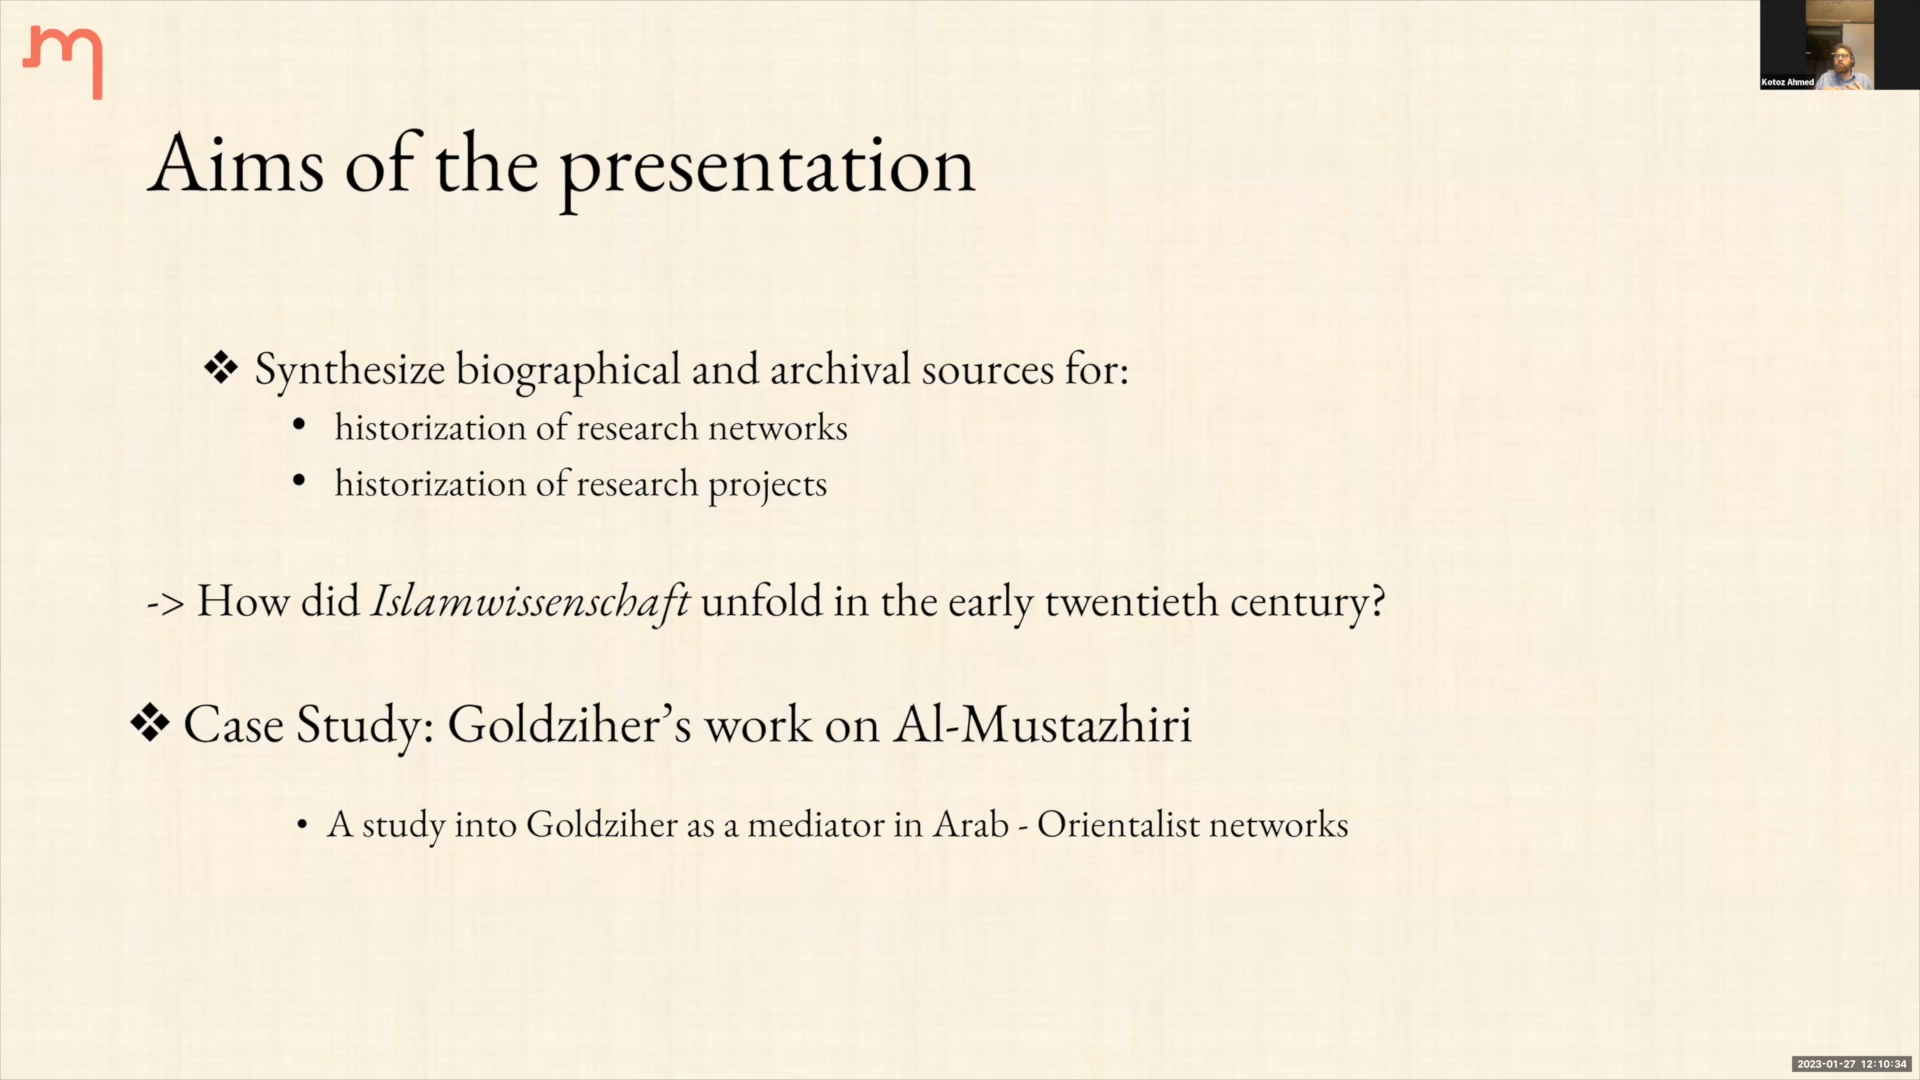 Kotoz Ahmed
Aims of the presentation
❖ Synthesize biographical and archival sources for:
• historization of research networks
• historization of research projects
-> How did Islamwissenschaft unfold in the early twentieth century?
❖ Case Study: Goldziher’s work on Al-Mustazhiri
• A study into Goldziher as a mediator in Arab - Orientalist networks
2023-01-27 12:10:34